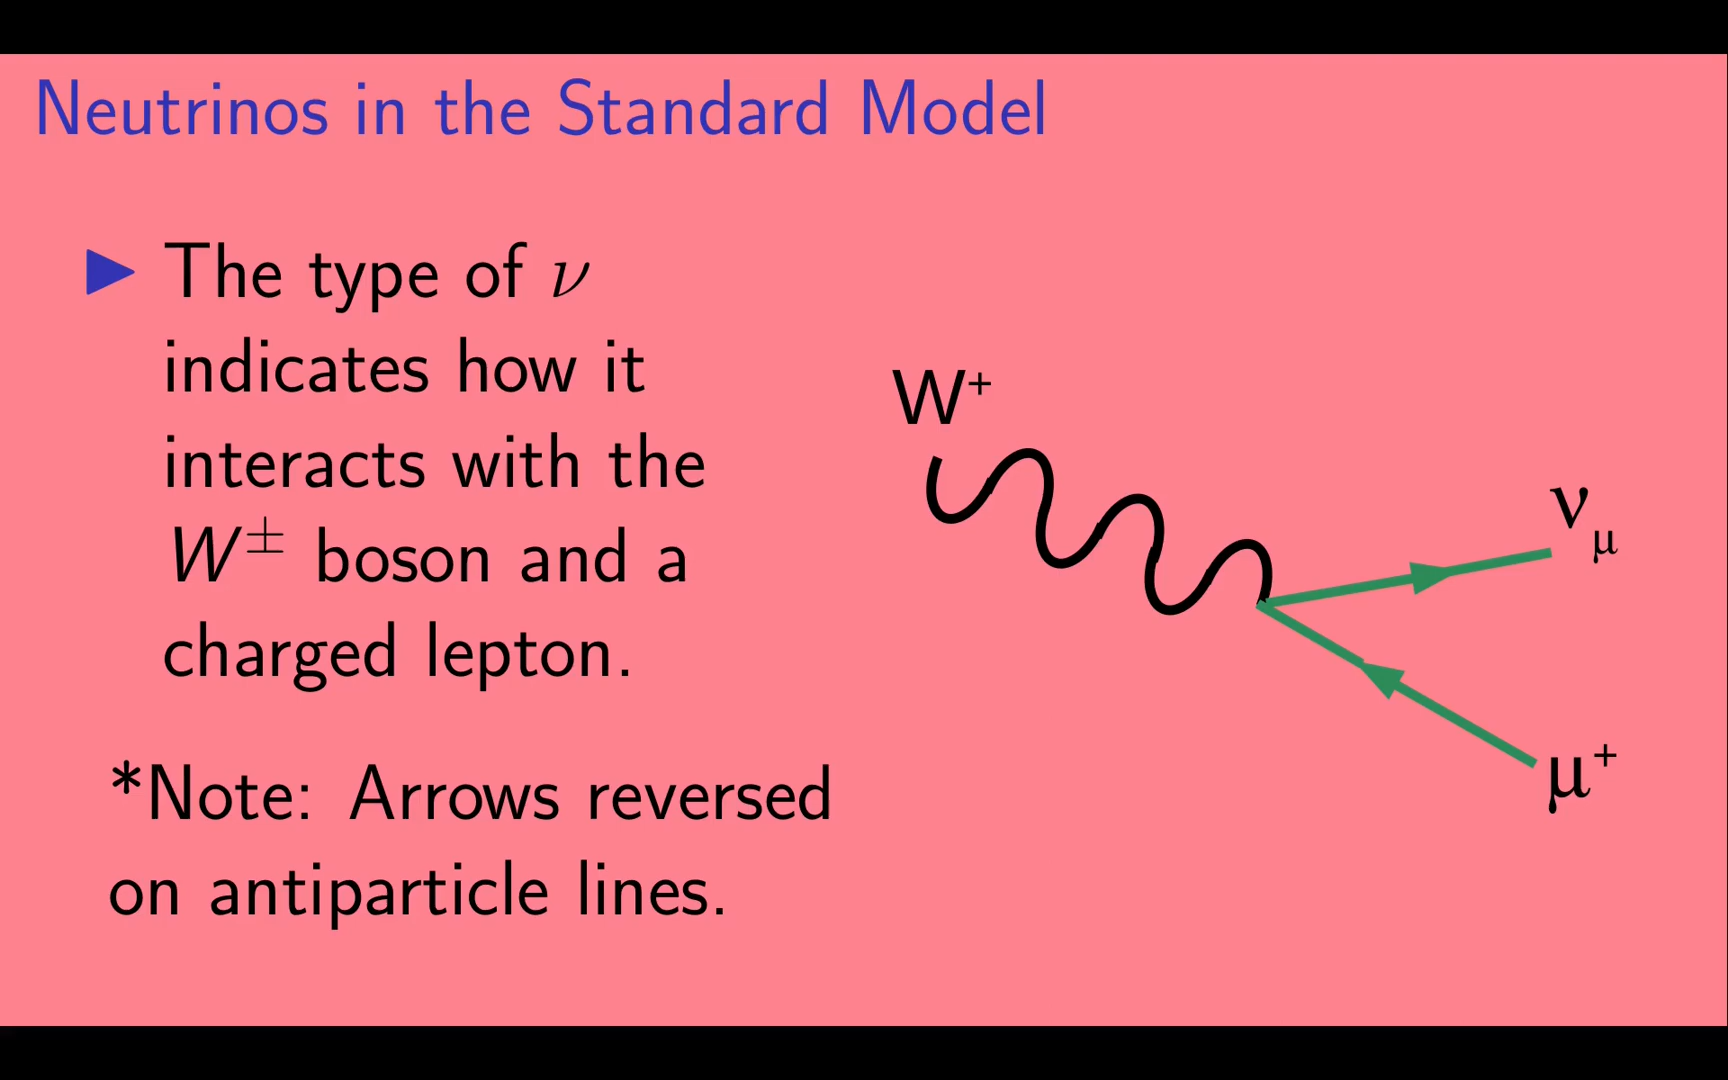 Neutrinos in the Standard Model
The type of ν
indicates how it
interacts with the
W± boson and a
charged lepton.
*Note: Arrows reversed
on antiparticle lines.
W⁺
ν_μ
μ⁺